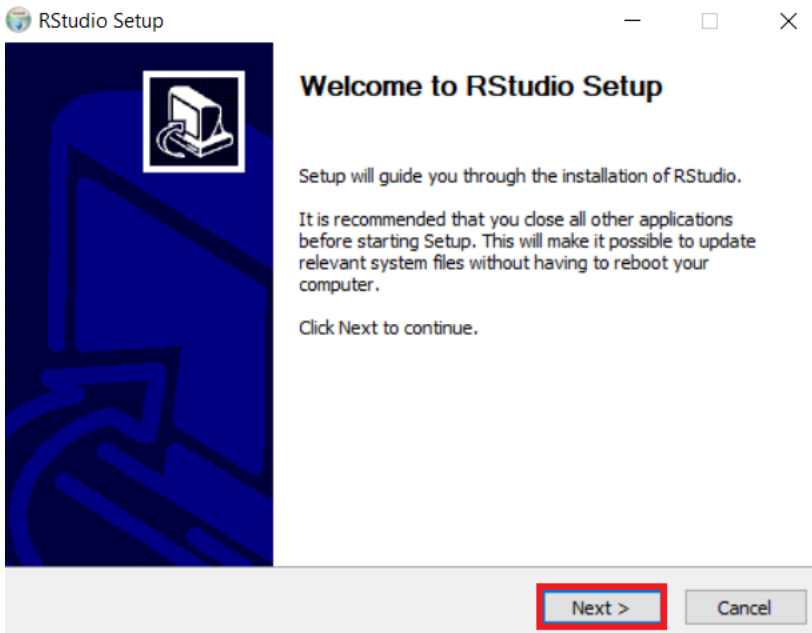 RStudio Setup
Welcome to RStudio Setup
Setup will guide you through the installation of RStudio.
It is recommended that you close all other applications
before starting Setup. This will make it possible to update
relevant system files without having to reboot your
computer.
Click Next to continue.
Next >
Cancel